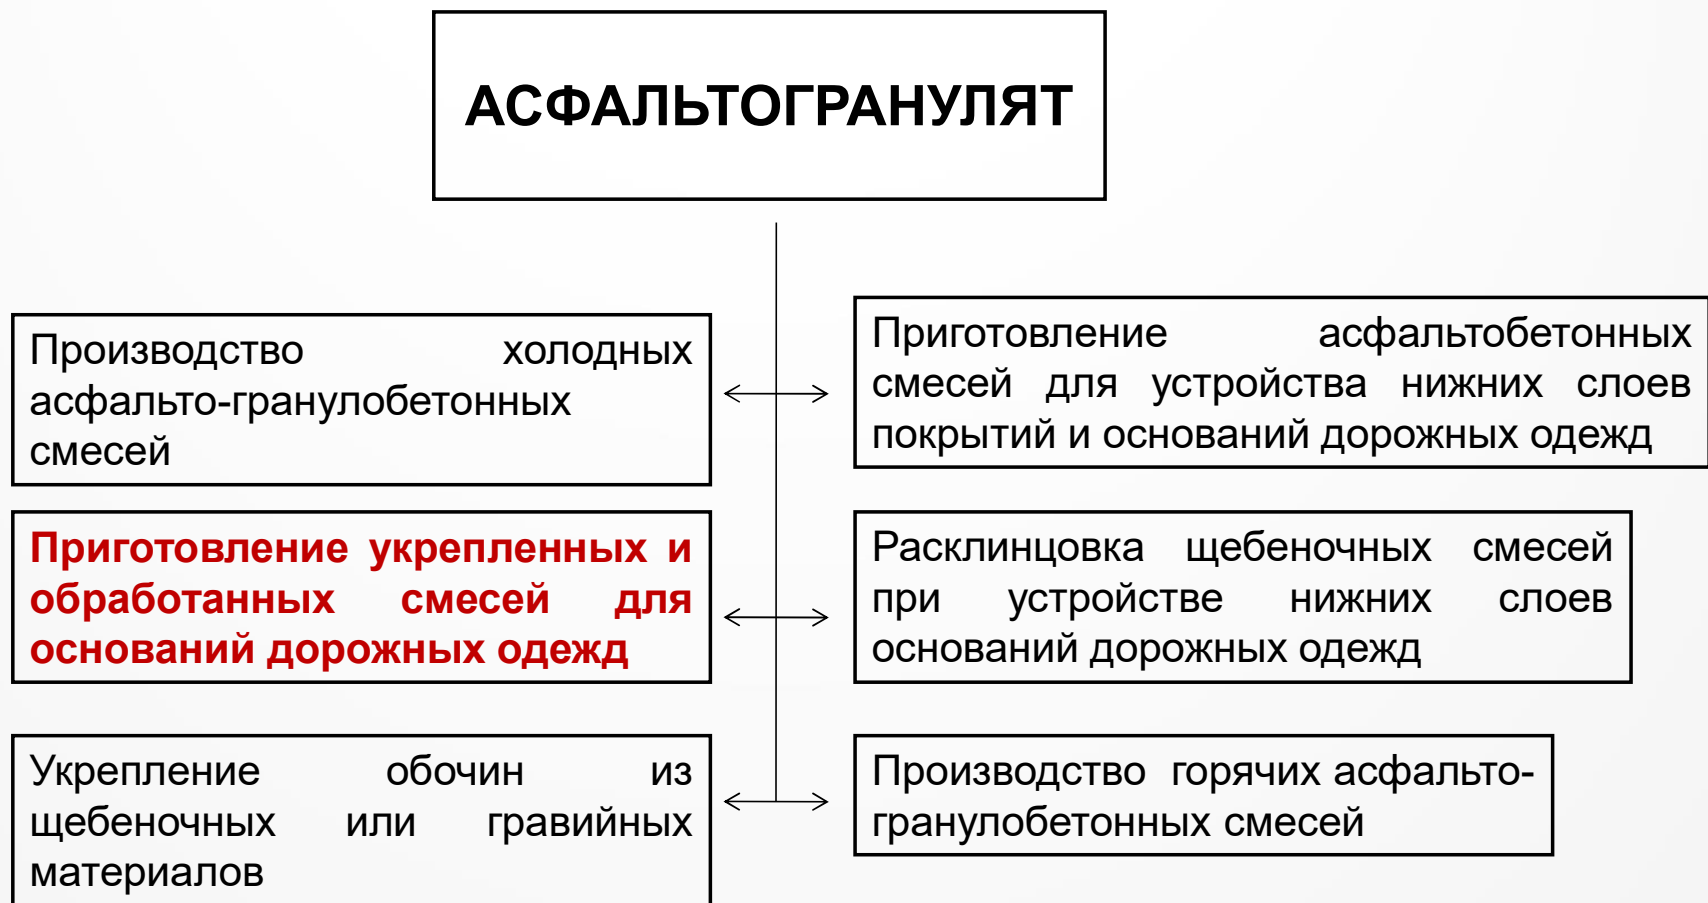 АСФАЛЬТОГРАНУЛЯТ
Производство холодных
асфальто-гранулобетонных
смесей
Приготовление асфальтобетонных
смесей для устройства нижних слоев
покрытий и оснований дорожных одежд
Приготовление укрепленных и
обработанных смесей для
оснований дорожных одежд
Расклинцовка щебеночных смесей
при устройстве нижних слоев
оснований дорожных одежд
Укрепление обочин из
щебеночных или гравийных
материалов
Производство горячих асфальто-
гранулобетонных смесей